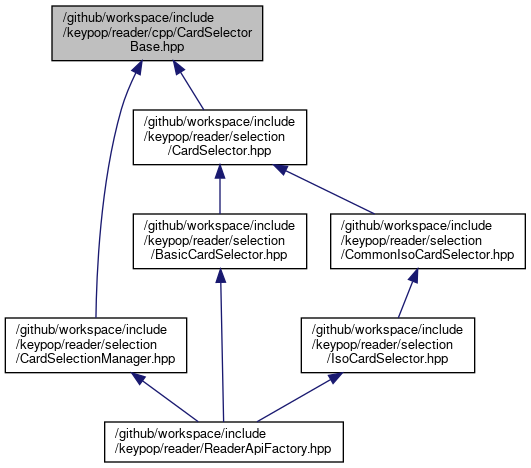 /github/workspace/include
/keypop/reader/cpp/CardSelector
Base.hpp
/github/workspace/include
/keypop/reader/selection
/CardSelector.hpp
/github/workspace/include
/keypop/reader/selection
/BasicCardSelector.hpp
/github/workspace/include
/keypop/reader/selection
/CommonIsoCardSelector.hpp
/github/workspace/include
/keypop/reader/selection
/CardSelectionManager.hpp
/github/workspace/include
/keypop/reader/selection
/IsoCardSelector.hpp
/github/workspace/include
/keypop/reader/ReaderApiFactory.hpp